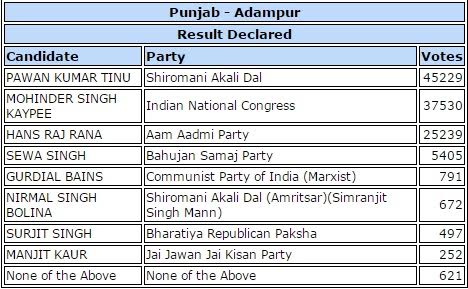 Punjab - Adampur
Result Declared
Candidate Party Votes
PAWAN KUMAR TINU Shiromani Akali Dal 45229
MOHINDER SINGH
KAYPEE Indian National Congress 37530
HANS RAJ RANA Aam Aadmi Party 25239
SEWA SINGH Bahujan Samaj Party 5405
GURDIAL BAINS Communist Party of India (Marxist) 791
NIRMAL SINGH
BOLINA Shiromani Akali Dal (Amritsar)(Simranjit
Singh Mann) 672
SURJIT SINGH Bharatiya Republican Paksha 497
MANJIT KAUR Jai Jawan Jai Kisan Party 252
None of the Above None of the Above 621